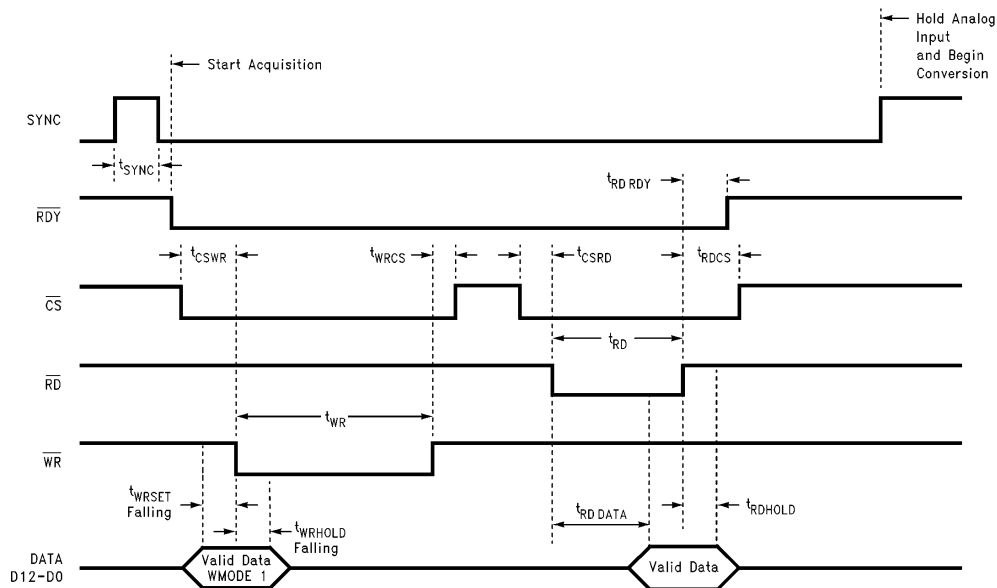 Hold Analog
Input
and Begin
Conversion
Start Acquisition
SYNC
tSYNC
tRD RDY
RDY
tCSWR
tWRCS
tCSRD
tRDCS
CS
tRD
RD
tWR
WR
tWRSET
Falling
tWRHOLD
Falling
tRD DATA
tRDHOLD
DATA
D12-D0
Valid Data
WMODE 1
Valid Data